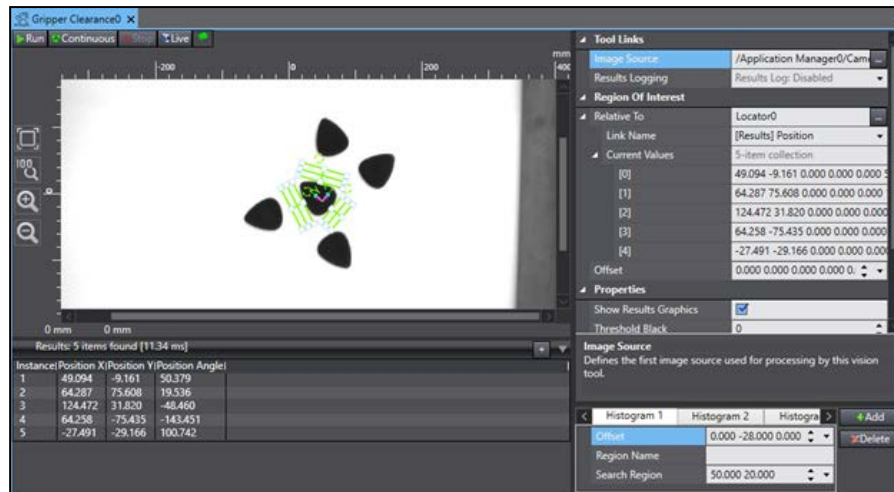 Gripper Clearance0
Run Continuous Stop Live
mm
-200 0 200 400
100
0
0 mm 0 mm
Results: 5 items found [11.34 ms]
Instance Position X Position Y Position Angle
1 49.094 -9.161 50.379
2 64.287 75.608 19.536
3 124.472 31.820 -48.460
4 64.258 -75.435 -143.451
5 -27.491 -29.166 100.742
Tool Links
Image Source /Application Manager0/Cam
Results Logging Results Log: Disabled
Region Of Interest
Relative To Locator0
Link Name [Results] Position
Current Values 5-item collection
[0] 49.094 -9.161 0.000 0.000 0.000 5
[1] 64.287 75.608 0.000 0.000 0.000
[2] 124.472 31.820 0.000 0.000 0.000
[3] 64.258 -75.435 0.000 0.000 0.000
[4] -27.491 -29.166 0.000 0.000 0.000
Offset 0.000 0.000 0.000 0.000 0.
Properties
Show Results Graphics
Threshold Black 0
Image Source
Defines the first image source used for processing by this vision
tool.
Histogram 1 Histogram 2 Histogra Add
Offset 0.000 -28.000 0.000 Delete
Region Name
Search Region 50.000 20.000